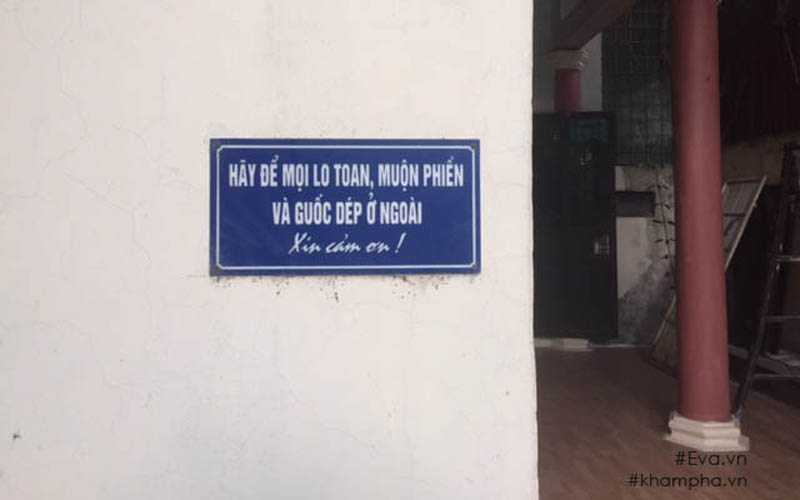 HÃY ĐỂ MỌI LO TOAN, MUỘN PHIỀN
VÀ GUỐC DÉP Ở NGOÀI
Xin cảm ơn !
#Eva.vn
#khampha.vn